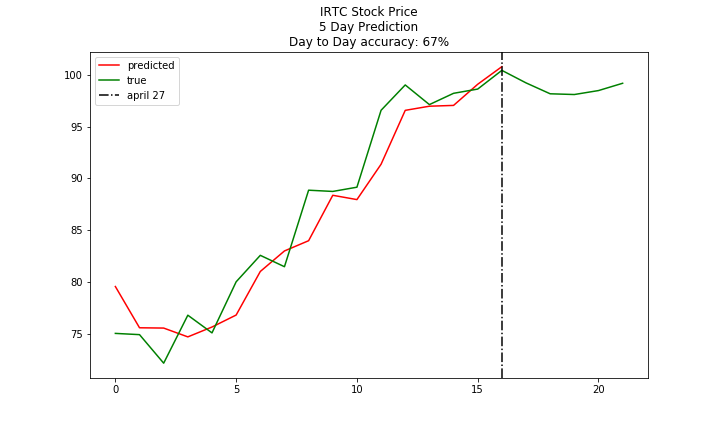 IRTC Stock Price
5 Day Prediction
Day to Day accuracy: 67%
predicted
true
april 27
100
95
90
85
80
75
0
5
10
15
20